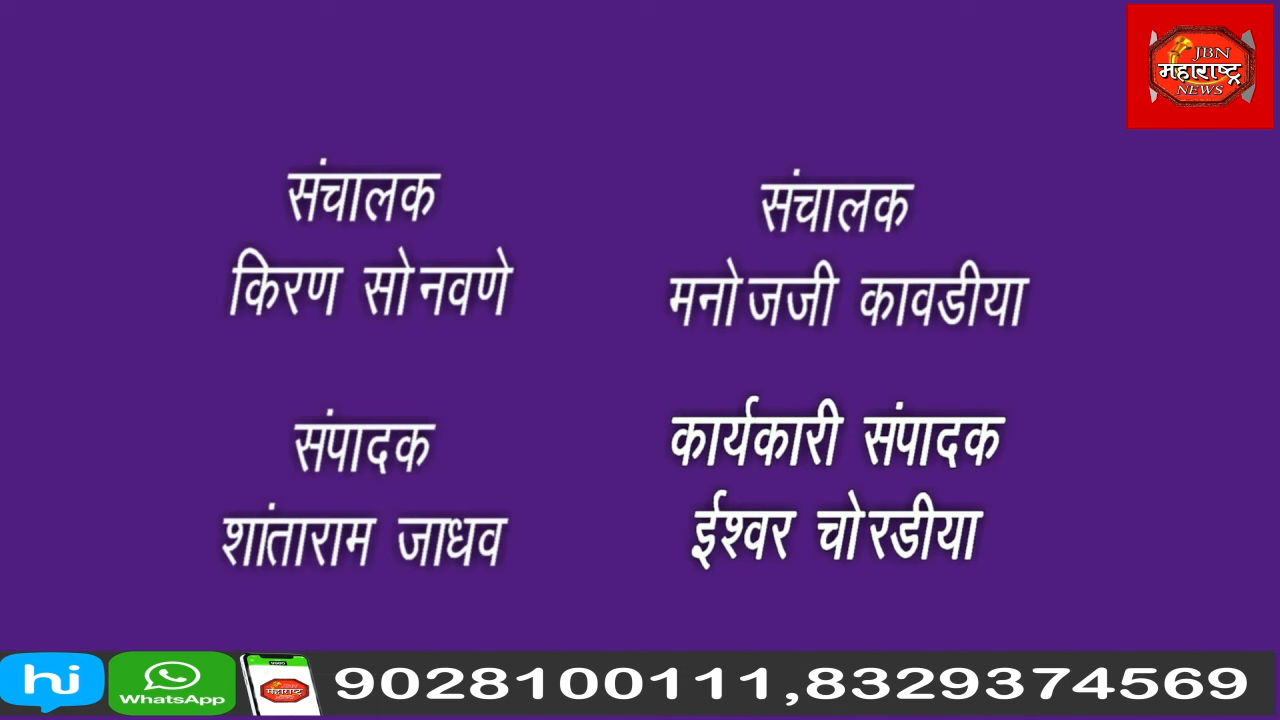 JBN
महाराष्ट्र
NEWS
संचालक
किरण सोनवणे
संचालक
मनोजजी कावडीया
संपादक
शांताराम जाधव
कार्यकारी संपादक
ईश्वर चोरडीया
hi
WhatsApp
महाराष्ट्र
9028100111,8329374569